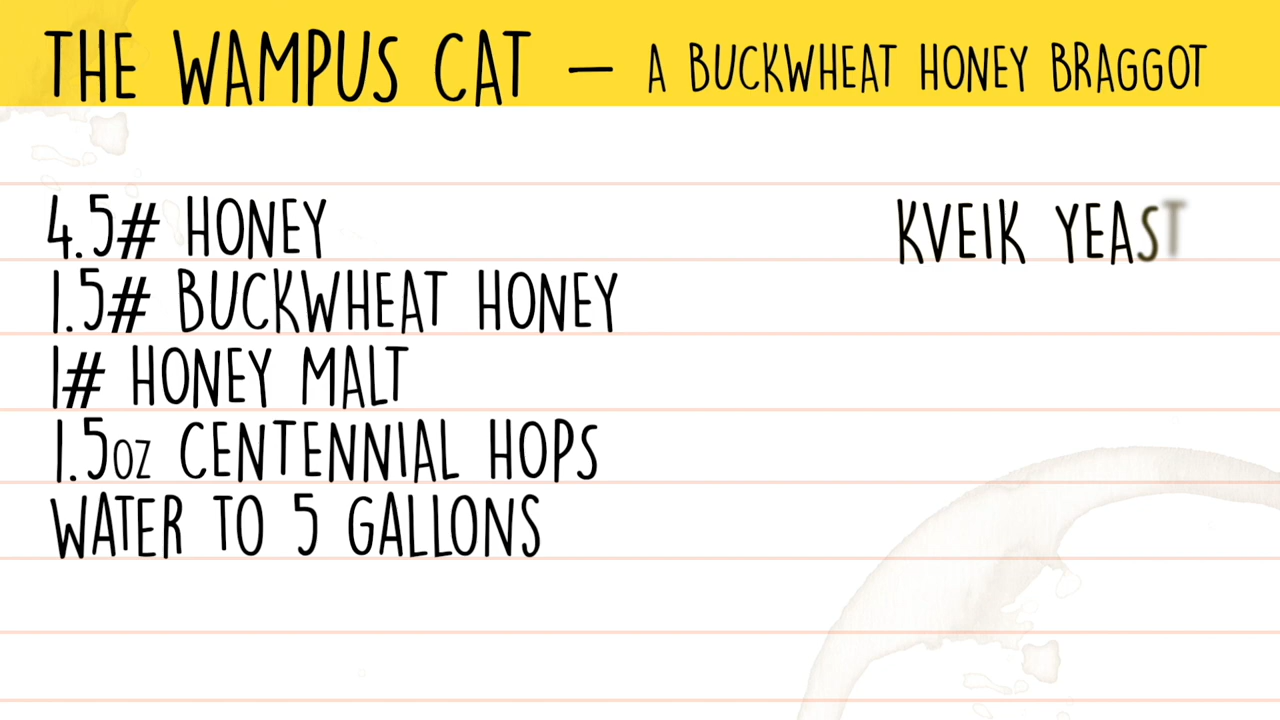 THE WAMPUS CAT — A BUCKWHEAT HONEY BRAGGOT
4.5# HONEY
1.5# BUCKWHEAT HONEY
1# HONEY MALT
1.5OZ CENTENNIAL HOPS
WATER TO 5 GALLONS
KVEIK YEAST